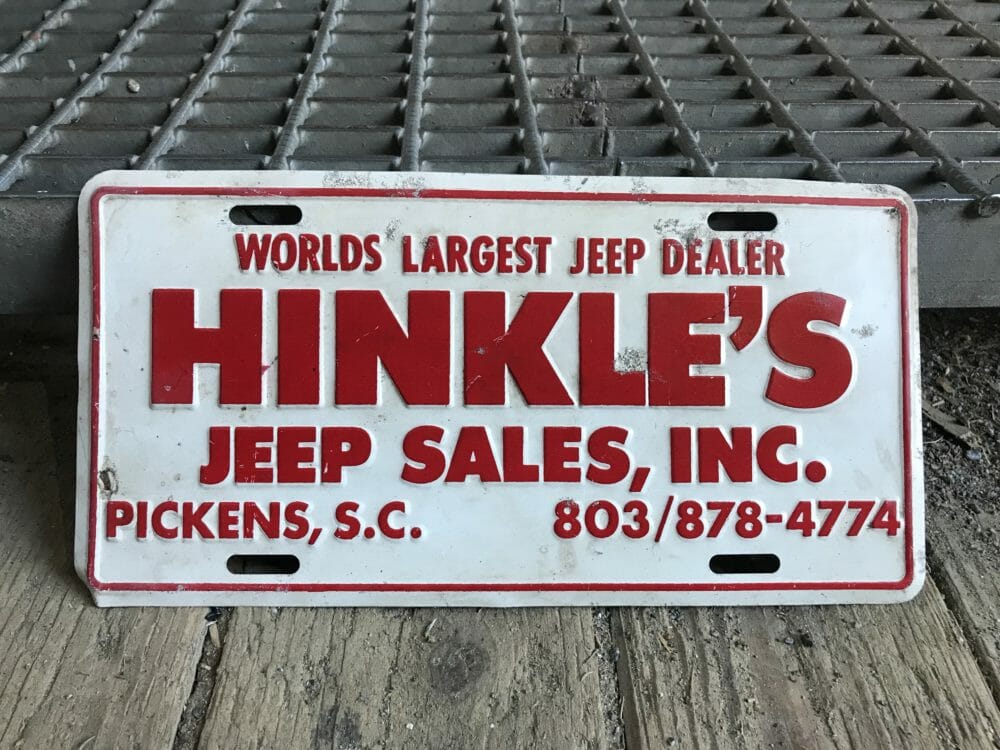 WORLDS LARGEST JEEP DEALER
HINKLE'S
JEEP SALES, INC.
PICKENS, S.C. 803/878-4774